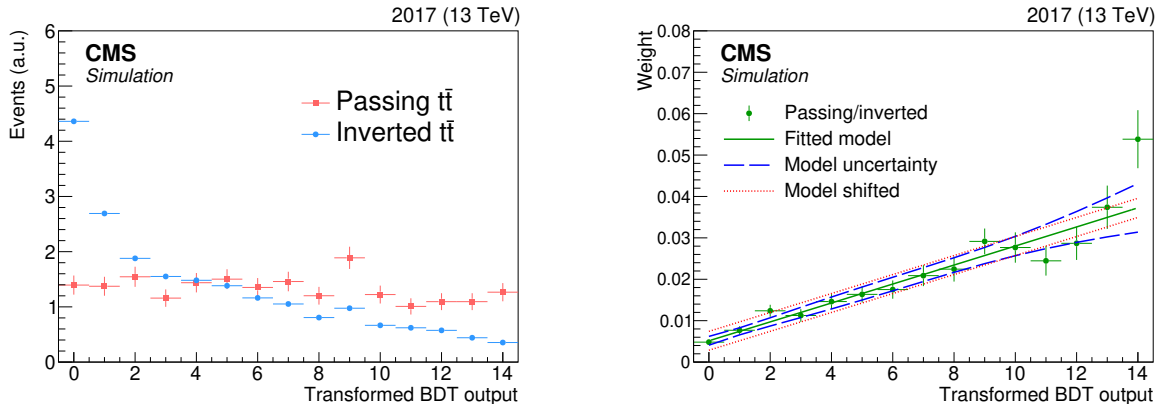 2017 (13 TeV)
Events (a.u.)
6
5
4
3
2
1
0
CMS
Simulation
Passing tt̄
Inverted tt̄
0 2 4 6 8 10 12 14
Transformed BDT output
2017 (13 TeV)
Weight
0.08
0.07
0.06
0.05
0.04
0.03
0.02
0.01
0
CMS
Simulation
Passing/inverted
Fitted model
Model uncertainty
Model shifted
0 2 4 6 8 10 12 14
Transformed BDT output